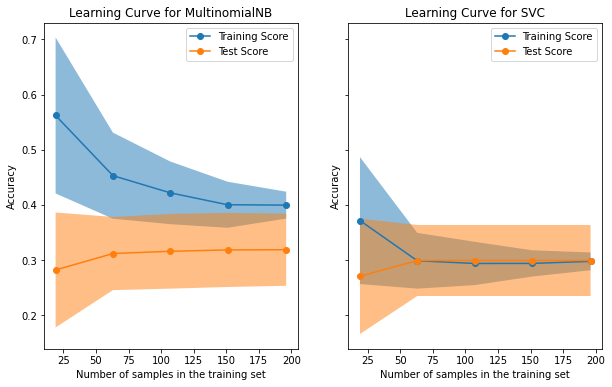 Learning Curve for MultinomialNB
Training Score
Test Score
Accuracy
0.7
0.6
0.5
0.4
0.3
0.2
25
50
75
100
125
150
175
200
Number of samples in the training set
Learning Curve for SVC
Training Score
Test Score
Accuracy
25
50
75
100
125
150
175
200
Number of samples in the training set